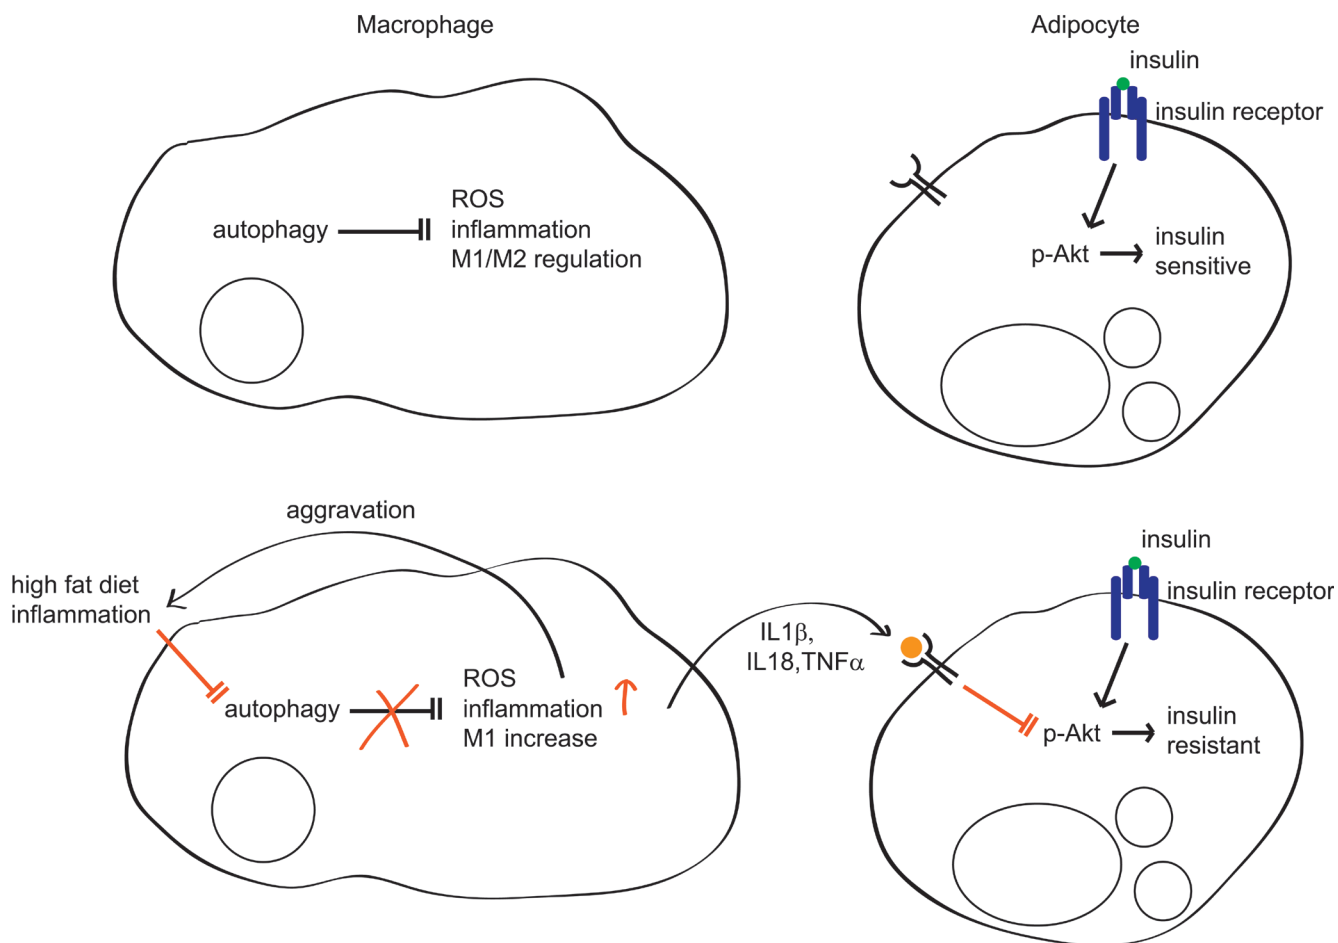 Macrophage
Adipocyte
insulin
insulin receptor
autophagy
ROS
inflammation
M1/M2 regulation
p-Akt
insulin
sensitive
aggravation
high fat diet
inflammation
autophagy
ROS
inflammation
M1 increase
IL1β,
IL18,TNFα
insulin
insulin receptor
p-Akt
insulin
resistant